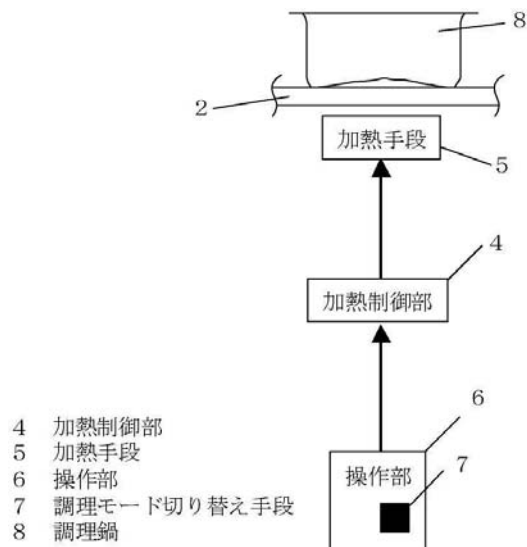 8
2
加熱手段
5
4
加熱制御部
6
操作部
7
4 加熱制御部
5 加熱手段
6 操作部
7 調理モード切り替え手段
8 調理鍋